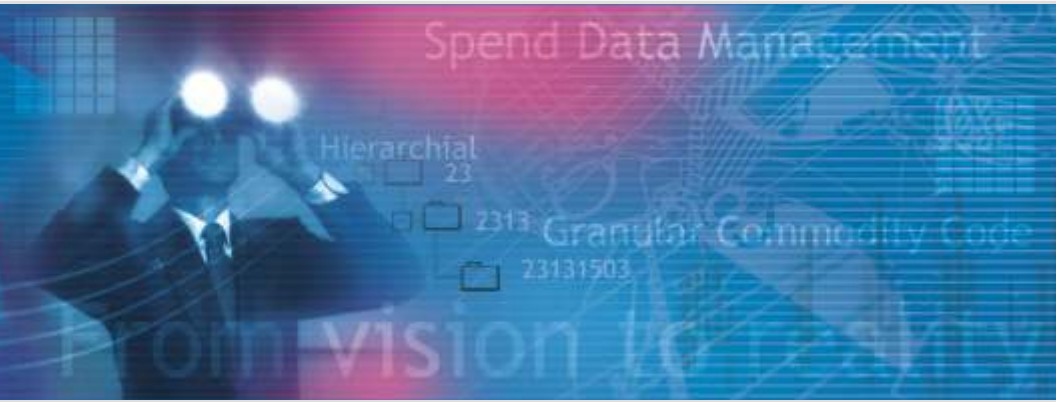 Spend Data Management
Hierarchial
23
2313
Granular Commodity Code
23131503
From vision to reality